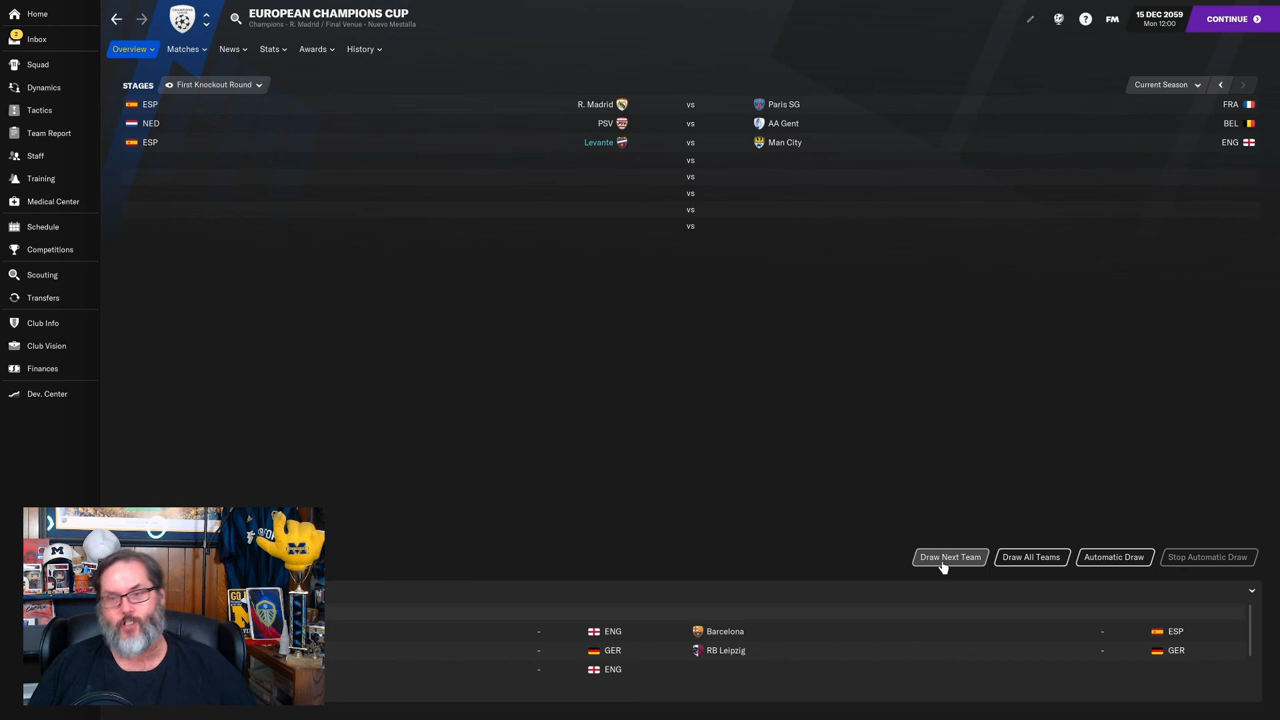 Home
EUROPEAN CHAMPIONS CUP
Champions - R. Madrid / Final Venue - Nuevo Mestalla
FM
15 DEC 2059
Mon 12:00
CONTINUE
2
Inbox
Overview
Matches
News
Stats
Awards
History
Squad
Dynamics
Tactics
Team Report
Staff
Training
Medical Center
Schedule
Competitions
Scouting
Transfers
Club Info
Club Vision
Finances
Dev. Center
STAGES
First Knockout Round
Current Season
ESP R. Madrid vs Paris SG FRA
NED PSV vs AA Gent BEL
ESP Levante vs Man City ENG
vs
vs
vs
vs
vs
Draw Next Team
Draw All Teams
Automatic Draw
Stop Automatic Draw
- ENG Barcelona - ESP
- GER RB Leipzig - GER
- ENG
M
GO